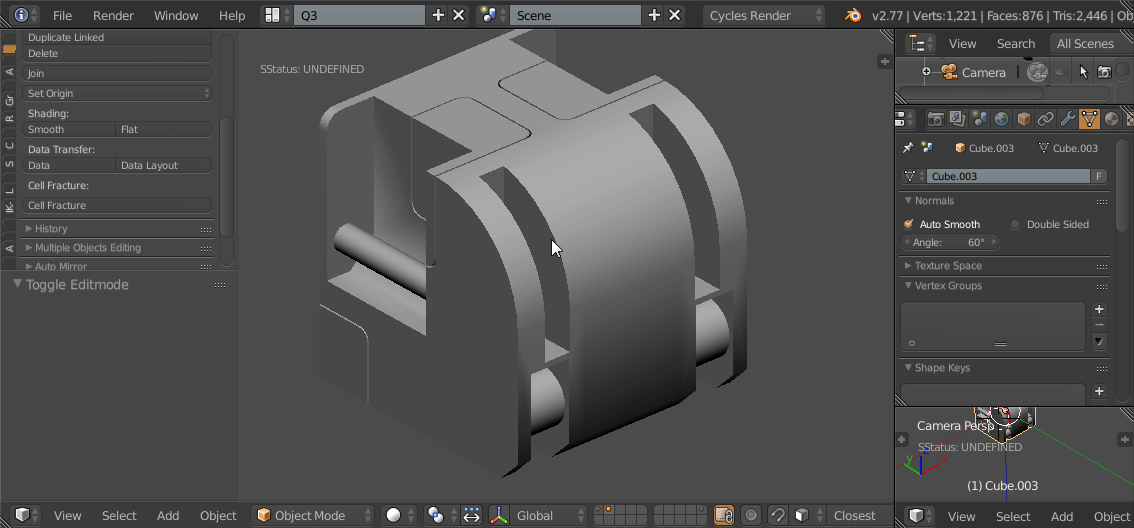 File Render Window Help Q3 Scene Cycles Render v2.77 | Verts:1,221 | Faces:876 | Tris:2,446 | Ob
Duplicate Linked
Delete
Join
Set Origin
Shading:
Smooth Flat
Data Transfer:
Data Data Layout
Cell Fracture:
Cell Fracture
History
Multiple Objects Editing
Auto Mirror
Toggle Editmode
A
Gr
R
C
S
L
K
A
SStatus: UNDEFINED
View Search All Scenes
Camera
Cube.003 Cube.003
Cube.003 F
Normals
Auto Smooth Double Sided
Angle: 60°
Texture Space
Vertex Groups
Shape Keys
Camera Persp
SStatus: UNDEFINED
y x
(1) Cube.003
View Select Add Object Object Mode Global Closest
View Select Add Object